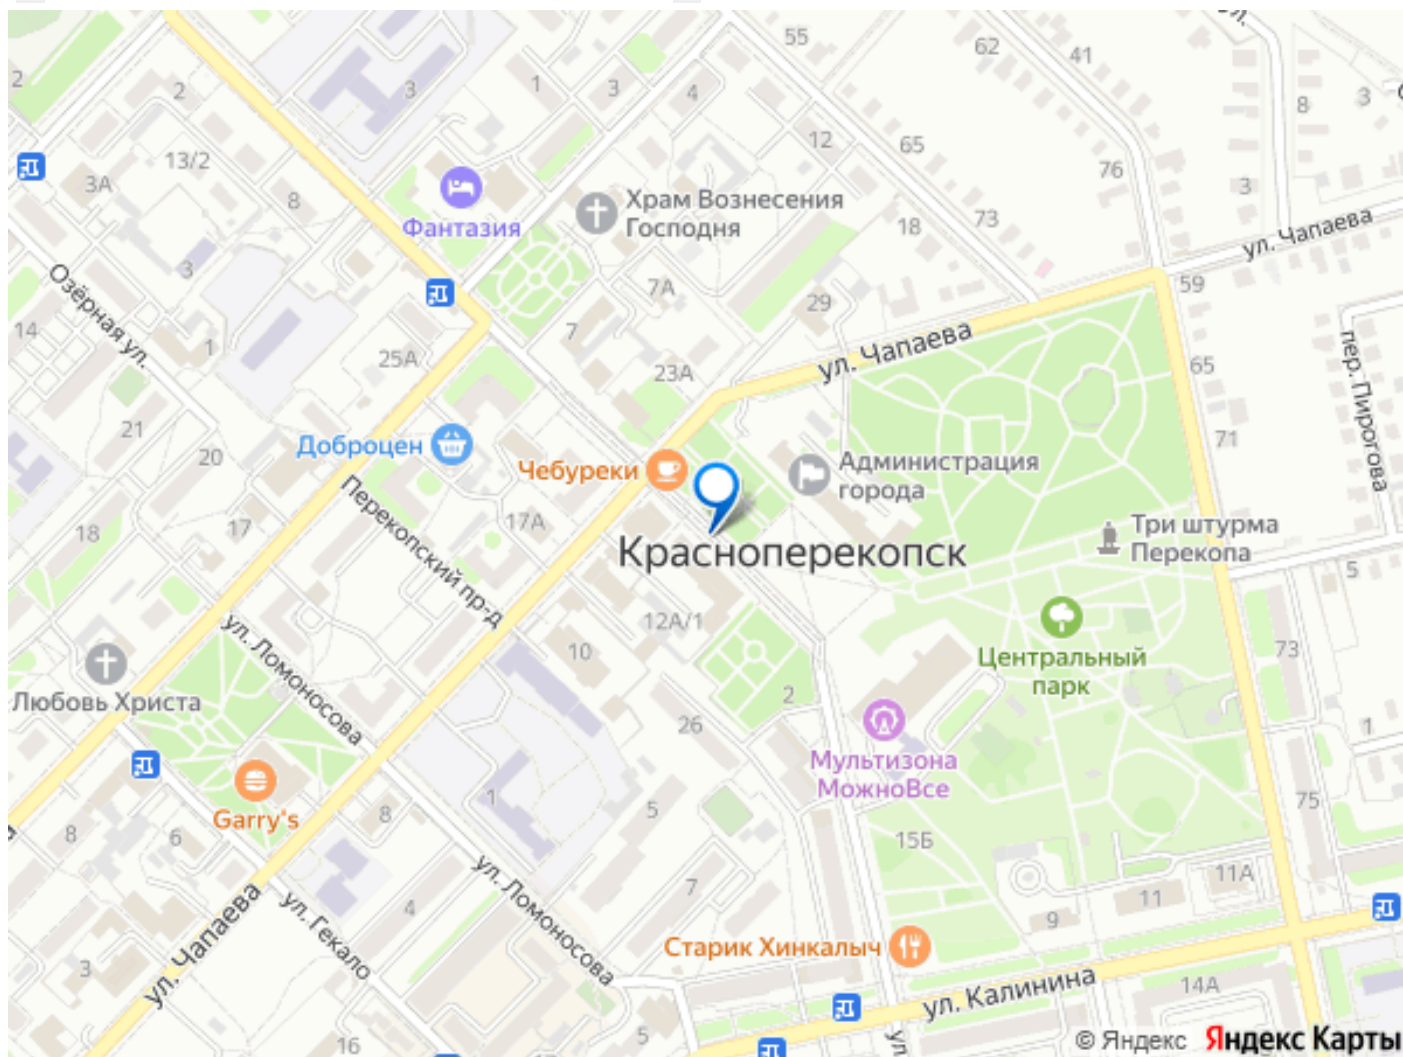 55
62
41
ул.
2
2
3
1
3
4
8
3
12
65
13/2
3А
8
76
3
Храм Вознесения
Господня
Фантазия
73
18
ул. Чапаева
3
Озёрная ул.
7А
29
59
14
1
25А
7
23А
ул. Чапаева
65
пер. Пирогова
21
20
Доброцен
Чебуреки
Администрация
города
71
18
17
17А
Перекопский пр-д
Красноперекопск
Три штурма
Перекопа
5
12А/1
10
ул. Ломоносова
Центральный
парк
73
Любовь Христа
2
26
1
Мультизона
МожноВсе
Garry's
1
5
75
8
6
8
15Б
7
11А
11
9
4
ул. Ломоносова
ул. Гекало
ул. Чапаева
Старик Хинкалыч
3
ул. Калинина
14А
16
5
ул.
© Яндекс Яндекс Карты